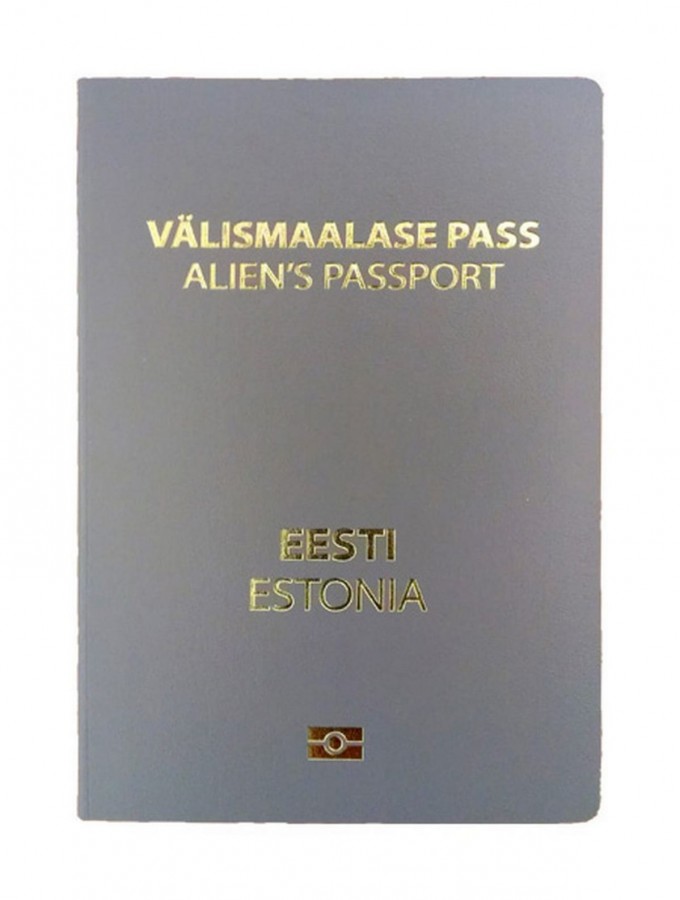 VÄLISMAALASE PASS
ALIEN'S PASSPORT
EESTI
ESTONIA